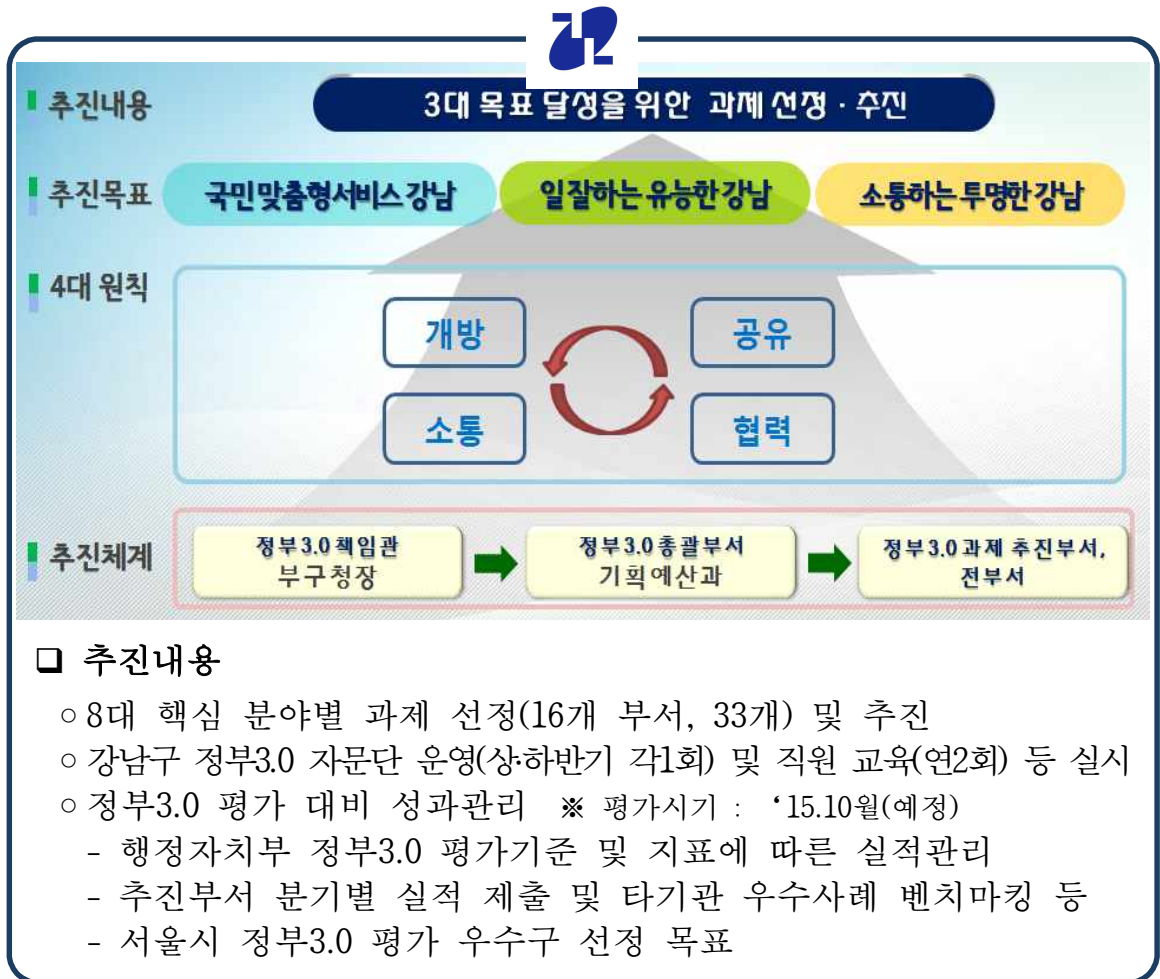 추진내용
3대 목표 달성을 위한 과제 선정 · 추진
추진목표
국민맞춤형서비스강남
일잘하는 유능한강남
소통하는 투명한강남
4대 원칙
개방
공유
소통
협력
추진체계
정부3.0 책임관
부구청장
정부3.0 총괄부서
기획예산과
정부3.0 과제 추진부서,
전부서
❑ 추진내용
○ 8대 핵심 분야별 과제 선정(16개 부서, 33개) 및 추진
○ 강남구 정부3.0 자문단 운영(상·하반기 각1회) 및 직원 교육(연2회) 등 실시
○ 정부3.0 평가 대비 성과관리 ※ 평가시기 : ‘15.10월(예정)
- 행정자치부 정부3.0 평가기준 및 지표에 따른 실적관리
- 추진부서 분기별 실적 제출 및 타기관 우수사례 벤치마킹 등
- 서울시 정부3.0 평가 우수구 선정 목표